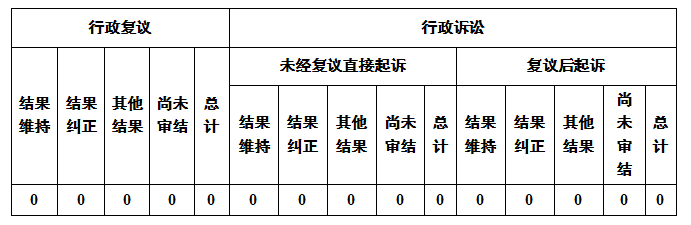 行政复议 行政诉讼
未经复议直接起诉 复议后起诉
结果维持 结果纠正 其他结果 尚未审结 总计 结果维持 结果纠正 其他结果 尚未审结 总计 结果维持 结果纠正 其他结果 尚未审结 总计
0 0 0 0 0 0 0 0 0 0 0 0 0 0 0